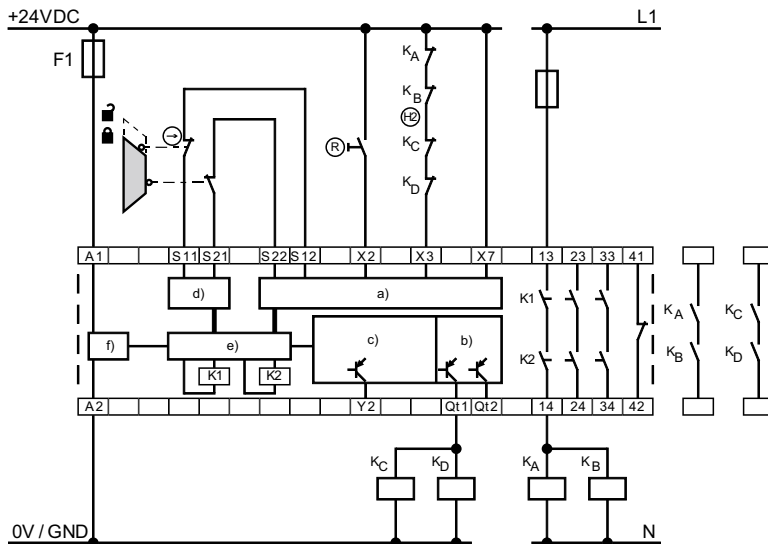 +24VDC L1
F1
KA
KB
H2
R KC
KD
A1 S11 S21 S22 S12 X2 X3 X7 13 23 33 41
d) a)
K1
KA KC
c) b)
f) e)
K1 K2 K2 KB KD
A2 Y2 Qt1 Qt2 14 24 34 42
KC KD KA KB
0V / GND N